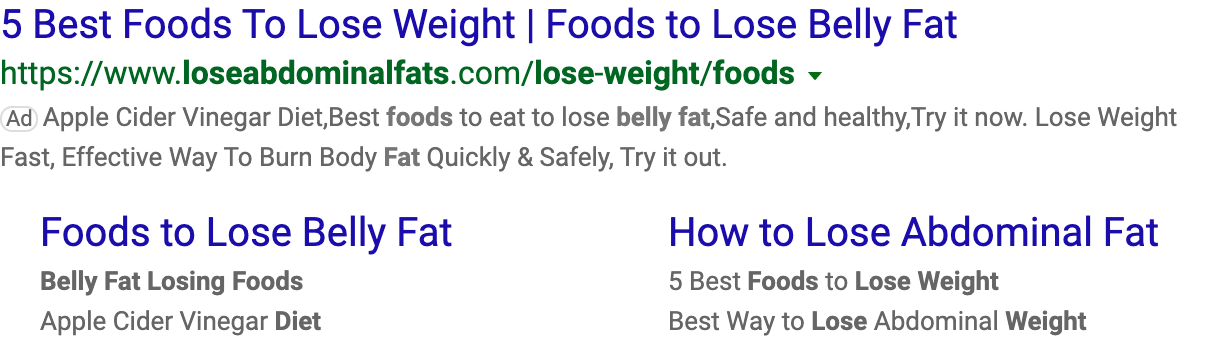 5 Best Foods To Lose Weight | Foods to Lose Belly Fat
https://www.loseabdominalfats.com/lose-weight/foods
Ad Apple Cider Vinegar Diet,Best foods to eat to lose belly fat,Safe and healthy,Try it now. Lose Weight
Fast, Effective Way To Burn Body Fat Quickly & Safely, Try it out.
Foods to Lose Belly Fat
Belly Fat Losing Foods
Apple Cider Vinegar Diet
How to Lose Abdominal Fat
5 Best Foods to Lose Weight
Best Way to Lose Abdominal Weight